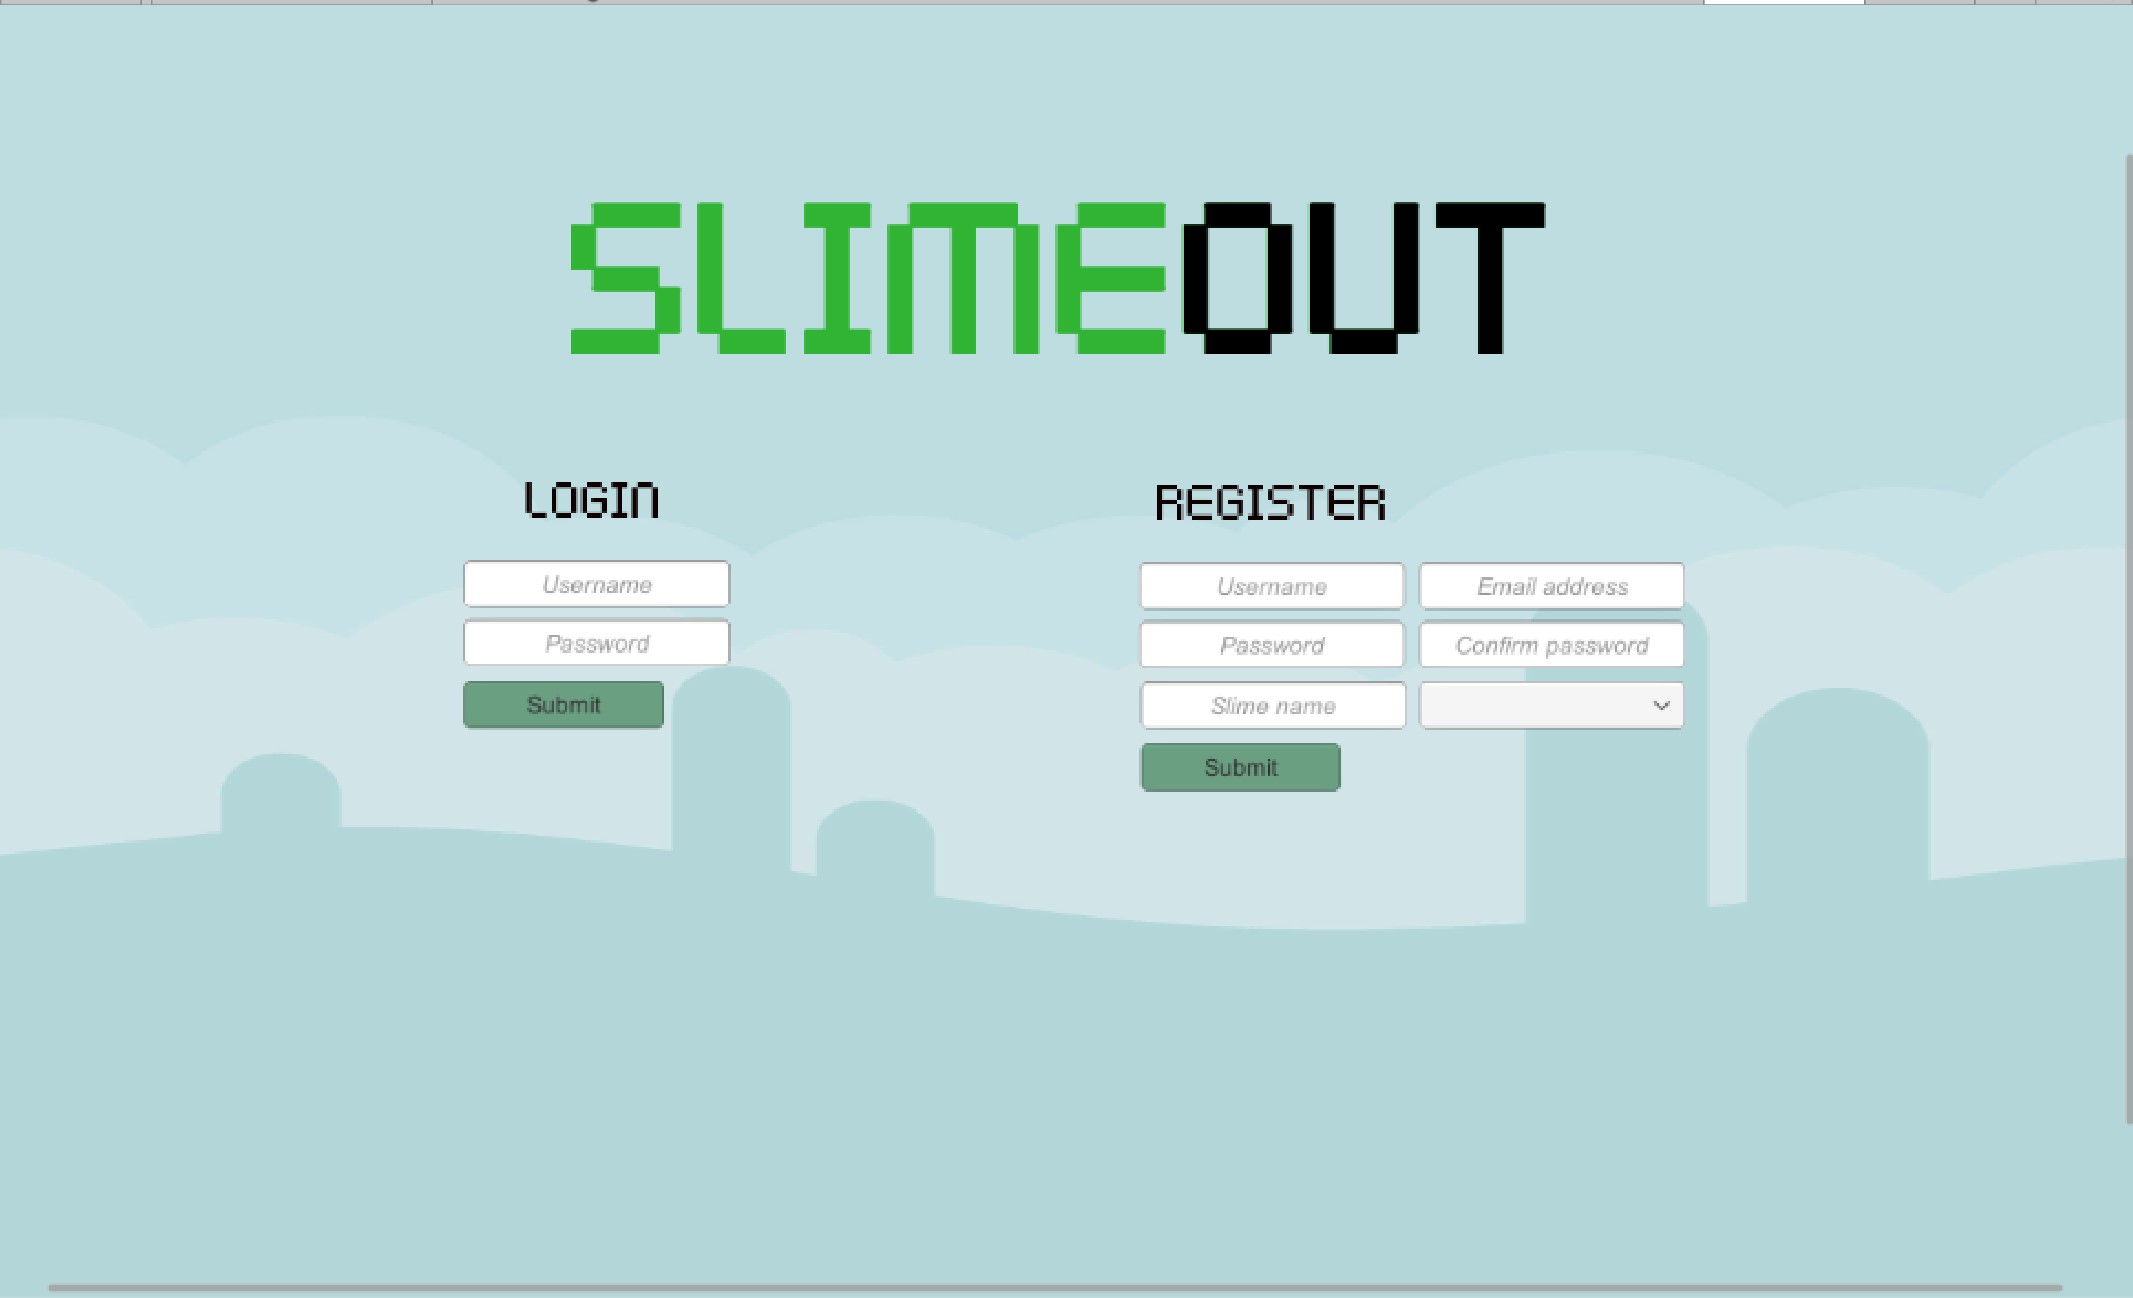 SLIMEOUT
LOGIN
Username
Password
Submit
REGISTER
Username
Email address
Password
Confirm password
Slime name
Submit